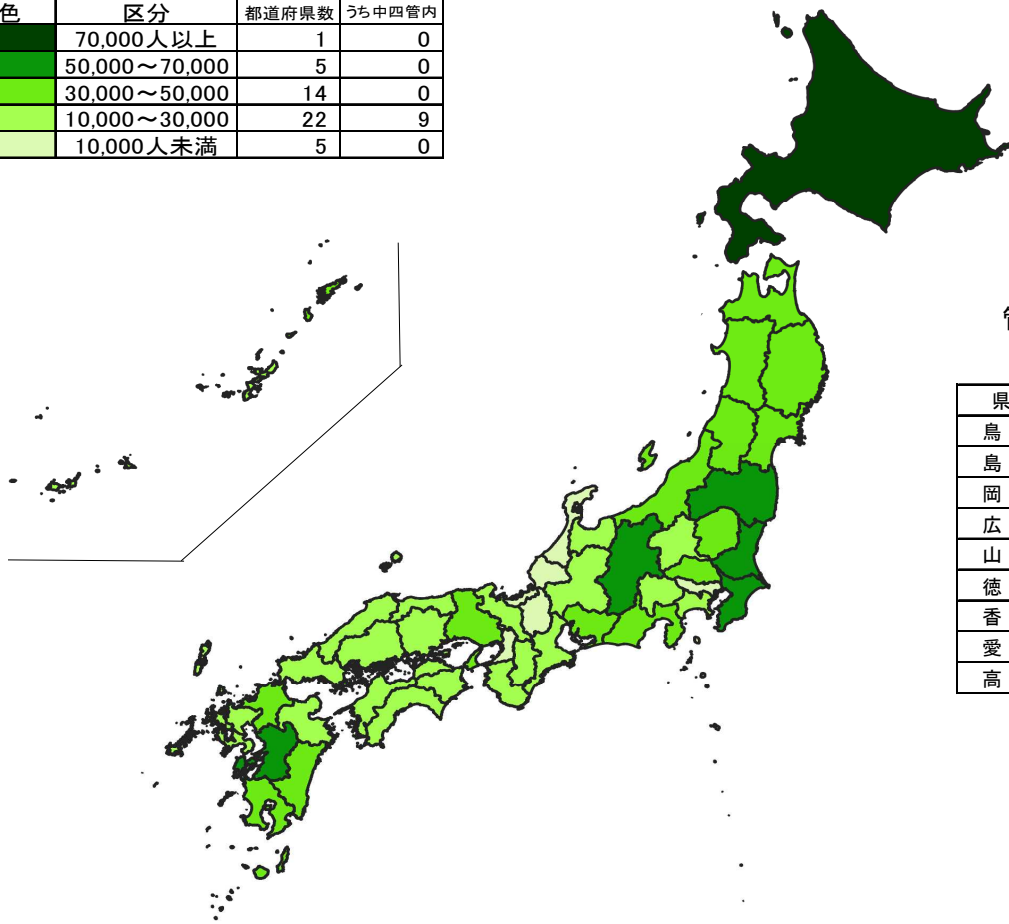 色 区分 都道府県数 うち中四管内
70,000人以上 1 0
50,000～70,000 5 0
30,000～50,000 14 0
10,000～30,000 22 9
10,000人未満 5 0
県
鳥
島
岡
広
山
徳
香
愛
高